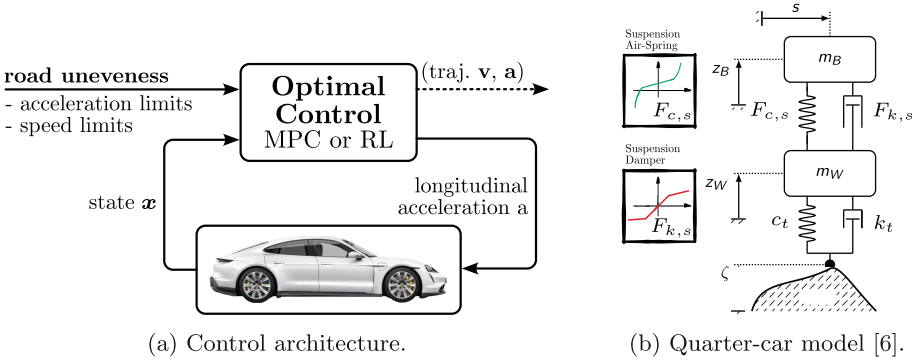 road uneveness
- acceleration limits
- speed limits
Optimal
Control
MPC or RL
(traj. v, a)
state x
longitudinal
acceleration a
(a) Control architecture.
Suspension
Air-Spring
F_{c,s}
Suspension
Damper
F_{k,s}
s
m_B
z_B
F_{c,s}
F_{k,s}
m_W
z_W
c_t
k_t
ζ
(b) Quarter-car model [6].